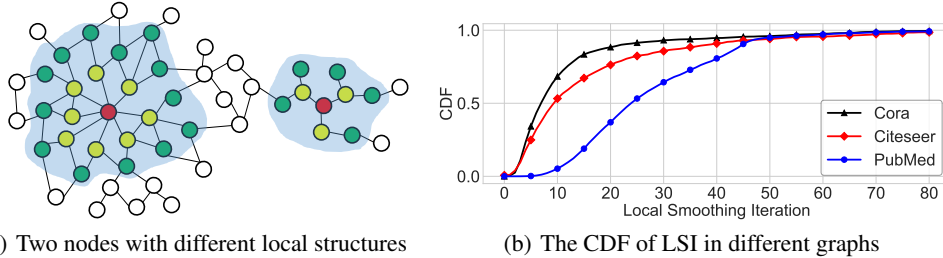 CDF
1.0
0.5
0.0
Cora
Citeseer
PubMed
0 10 20 30 40 50 60 70 80
Local Smoothing Iteration
) Two nodes with different local structures
(b) The CDF of LSI in different graphs